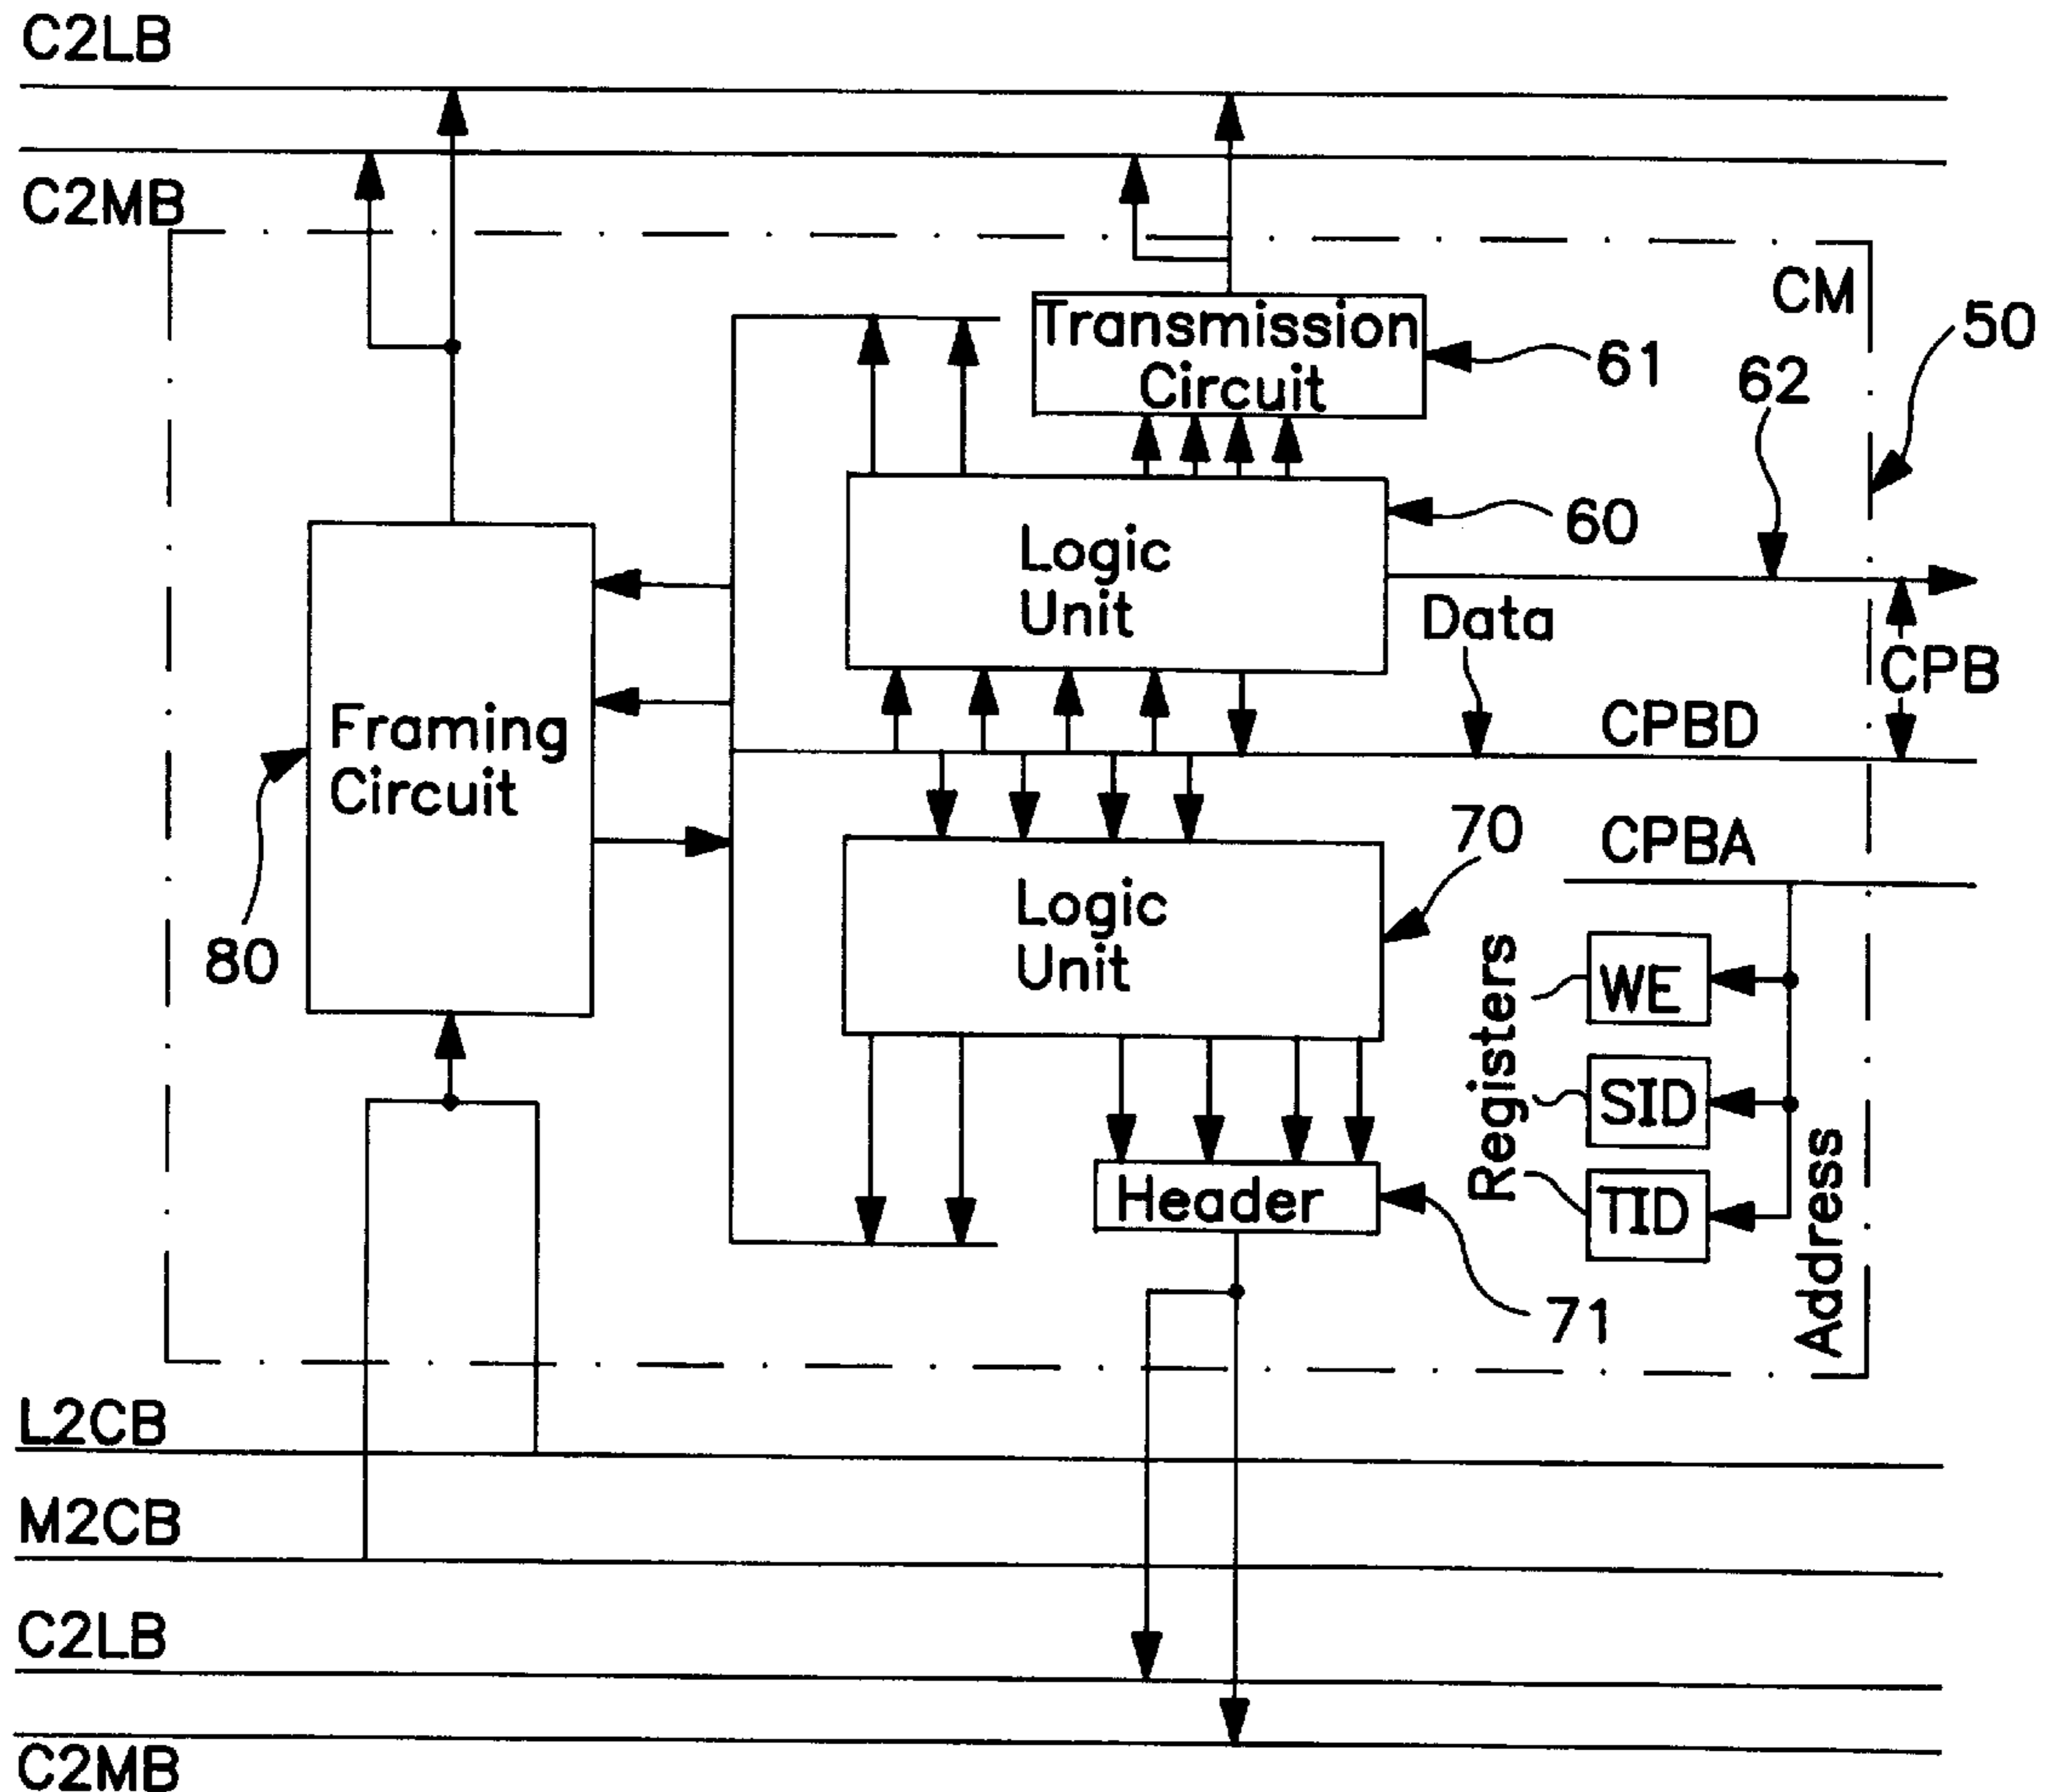 C2LB
C2MB
CM
50
Transmission
Circuit
61
62
60
Logic
Unit
Data
CPB
CPBD
Framing
Circuit
80
70
CPBA
Logic
Unit
Registers
WE
SID
TID
Address
Header
71
L2CB
M2CB
C2LB
C2MB